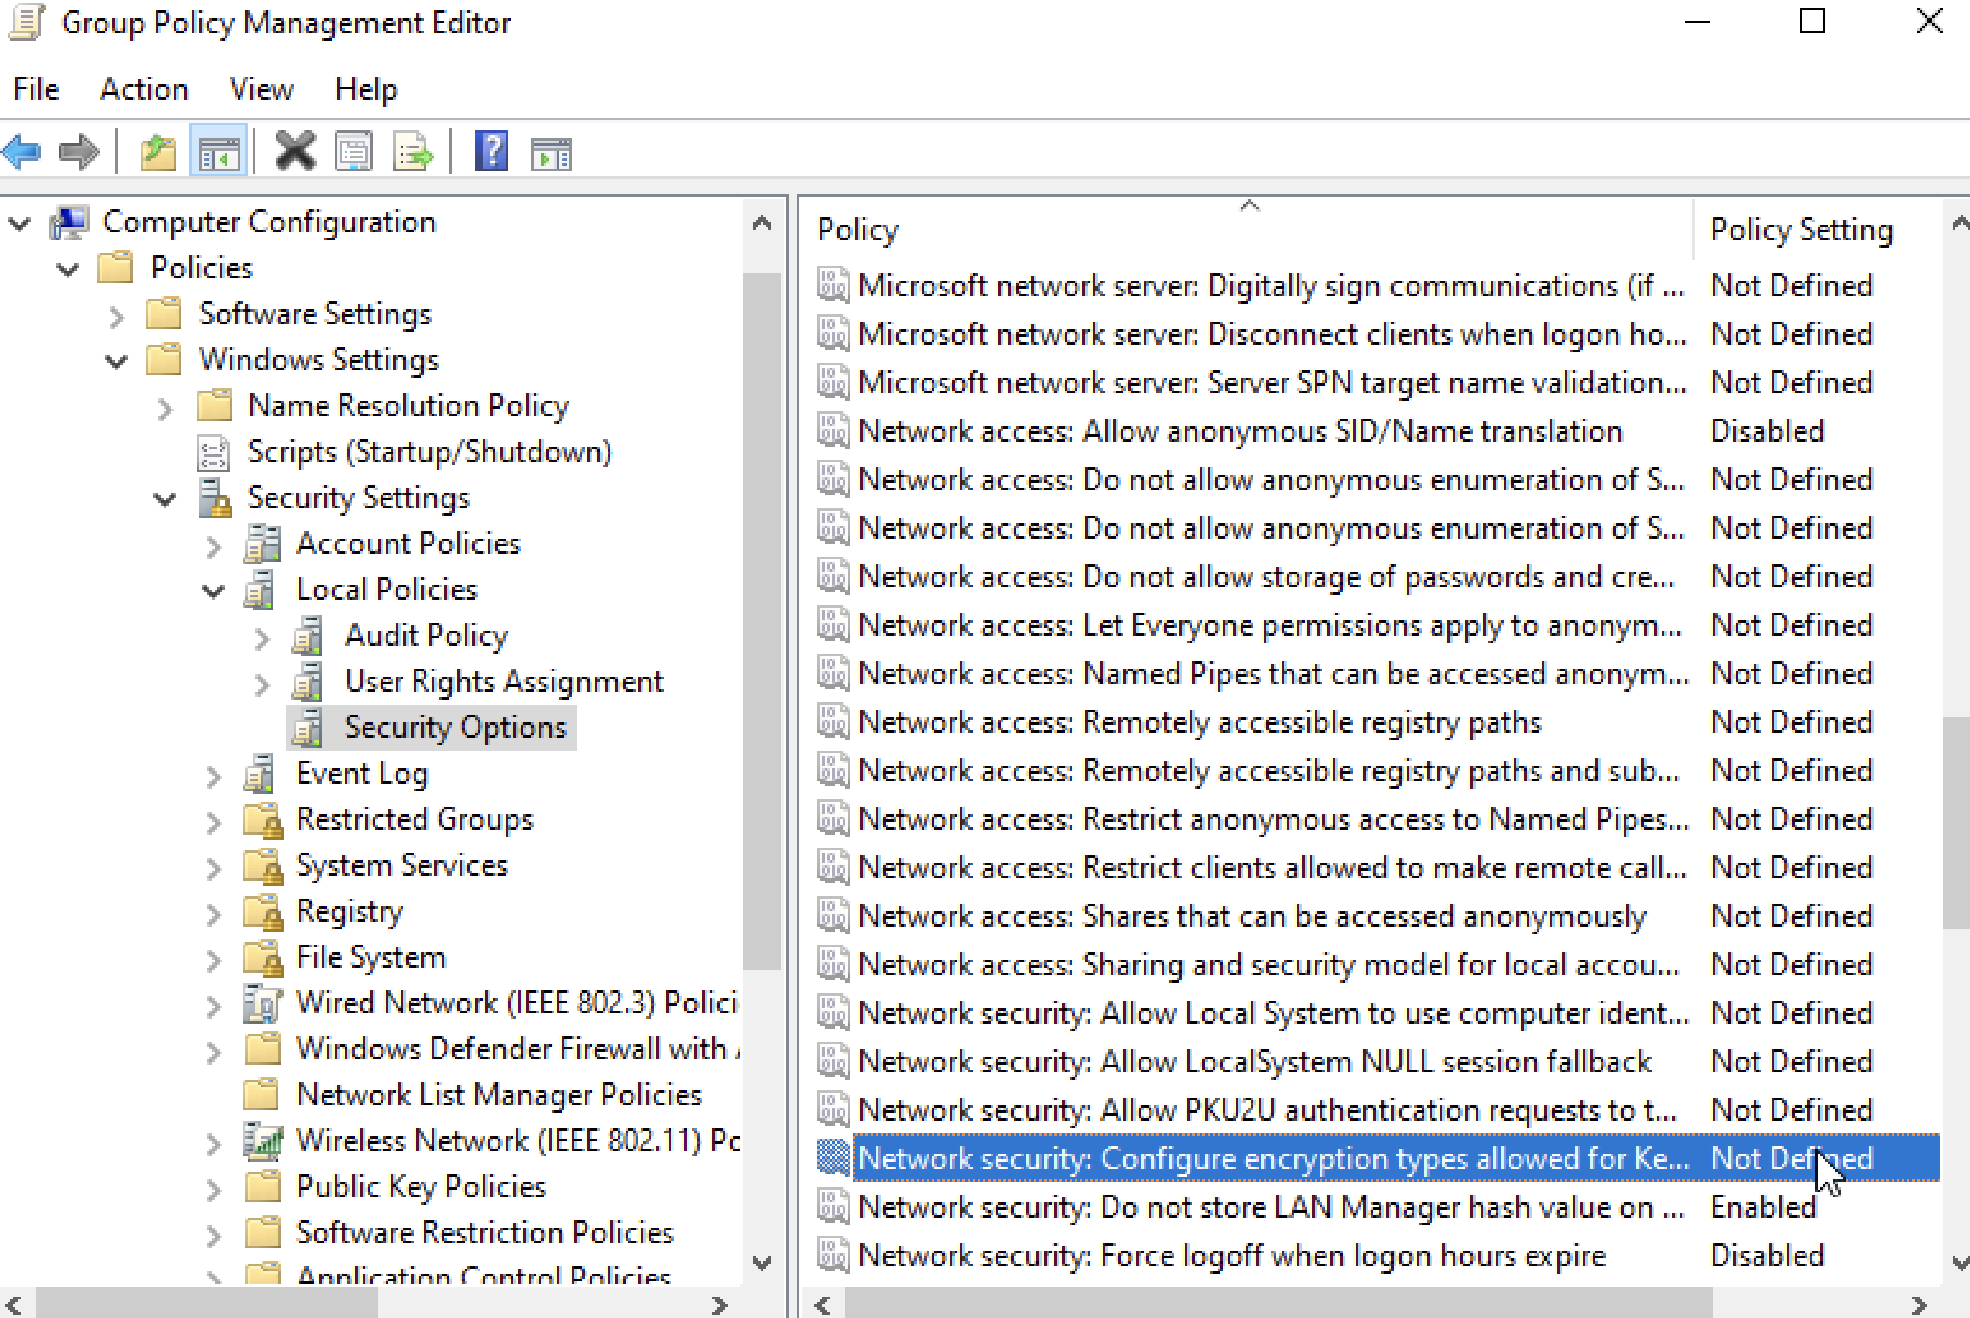 Group Policy Management Editor
File Action View Help
Computer Configuration
Policies
Software Settings
Windows Settings
Name Resolution Policy
Scripts (Startup/Shutdown)
Security Settings
Account Policies
Local Policies
Audit Policy
User Rights Assignment
Security Options
Event Log
Restricted Groups
System Services
Registry
File System
Wired Network (IEEE 802.3) Polici
Windows Defender Firewall with
Network List Manager Policies
Wireless Network (IEEE 802.11) Po
Public Key Policies
Software Restriction Policies
Application Control Policies
Policy Policy Setting
Microsoft network server: Digitally sign communications (if ... Not Defined
Microsoft network server: Disconnect clients when logon ho... Not Defined
Microsoft network server: Server SPN target name validation... Not Defined
Network access: Allow anonymous SID/Name translation Disabled
Network access: Do not allow anonymous enumeration of S... Not Defined
Network access: Do not allow anonymous enumeration of S... Not Defined
Network access: Do not allow storage of passwords and cre... Not Defined
Network access: Let Everyone permissions apply to anonym... Not Defined
Network access: Named Pipes that can be accessed anonym... Not Defined
Network access: Remotely accessible registry paths Not Defined
Network access: Remotely accessible registry paths and sub... Not Defined
Network access: Restrict anonymous access to Named Pipes... Not Defined
Network access: Restrict clients allowed to make remote call... Not Defined
Network access: Shares that can be accessed anonymously Not Defined
Network access: Sharing and security model for local accou... Not Defined
Network security: Allow Local System to use computer ident... Not Defined
Network security: Allow LocalSystem NULL session fallback Not Defined
Network security: Allow PKU2U authentication requests to t... Not Defined
Network security: Configure encryption types allowed for Ke... Not Defined
Network security: Do not store LAN Manager hash value on ... Enabled
Network security: Force logoff when logon hours expire Disabled